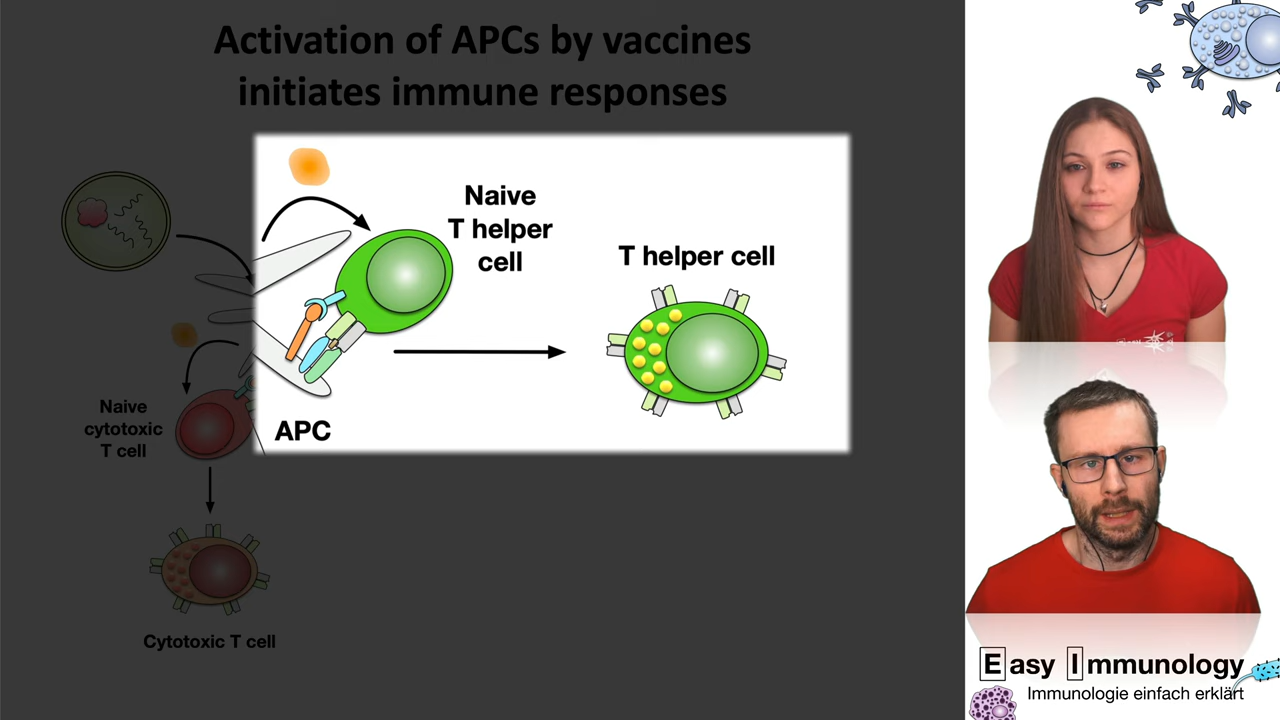 Activation of APCs by vaccines
initiates immune responses
Naive
T helper
cell
T helper cell
APC
Naive
cytotoxic
T cell
Cytotoxic T cell
Easy Immunology
Immunologie einfach erklärt